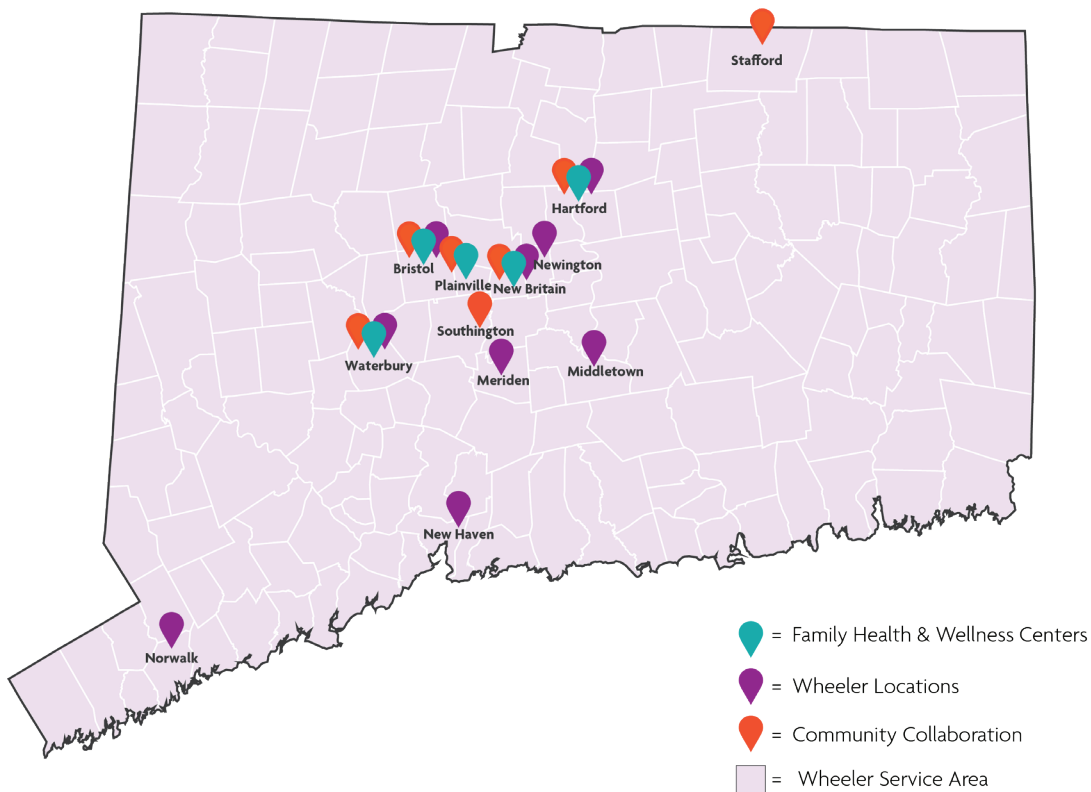 Stafford
Hartford
Bristol
Newington
Plainville
New Britain
Southington
Waterbury
Meriden
Middletown
New Haven
Norwalk
= Family Health & Wellness Centers
= Wheeler Locations
= Community Collaboration
= Wheeler Service Area